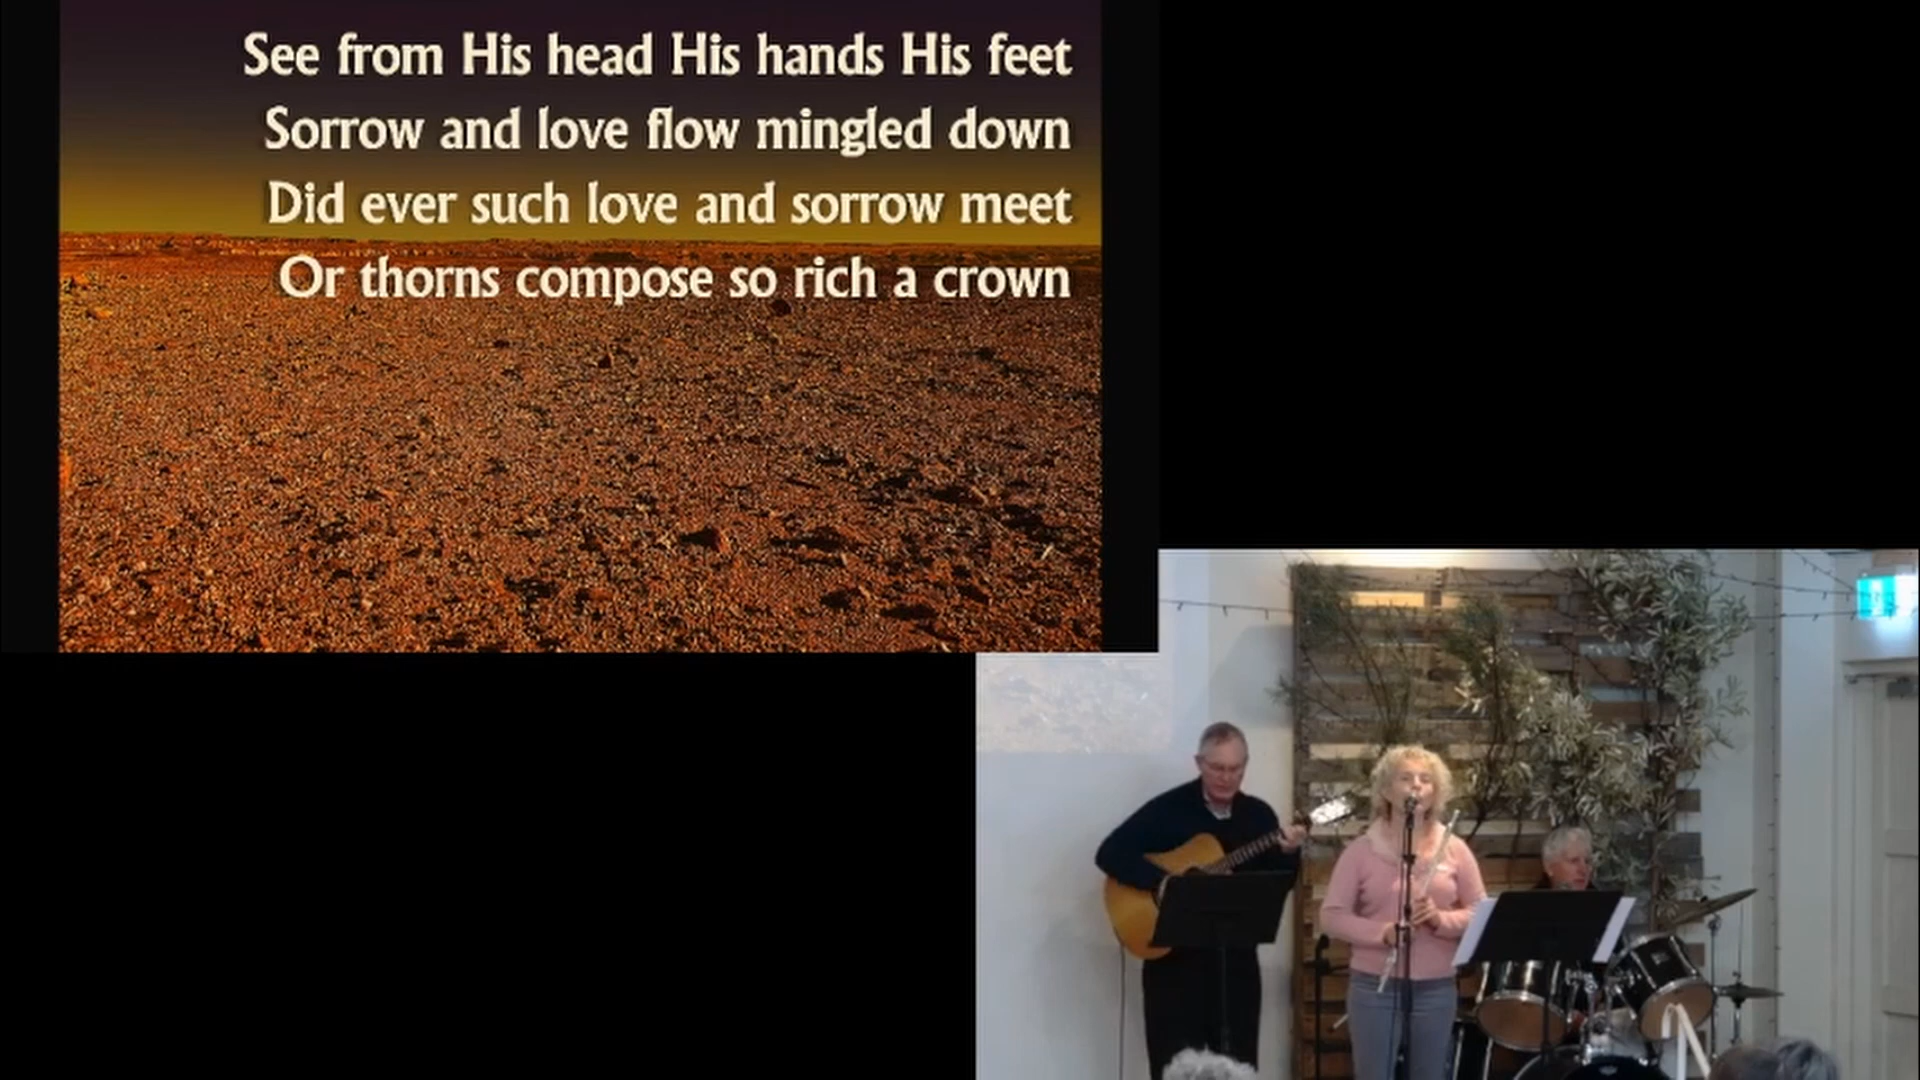 See from His head His hands His feet
Sorrow and love flow mingled down
Did ever such love and sorrow meet
Or thorns compose so rich a crown